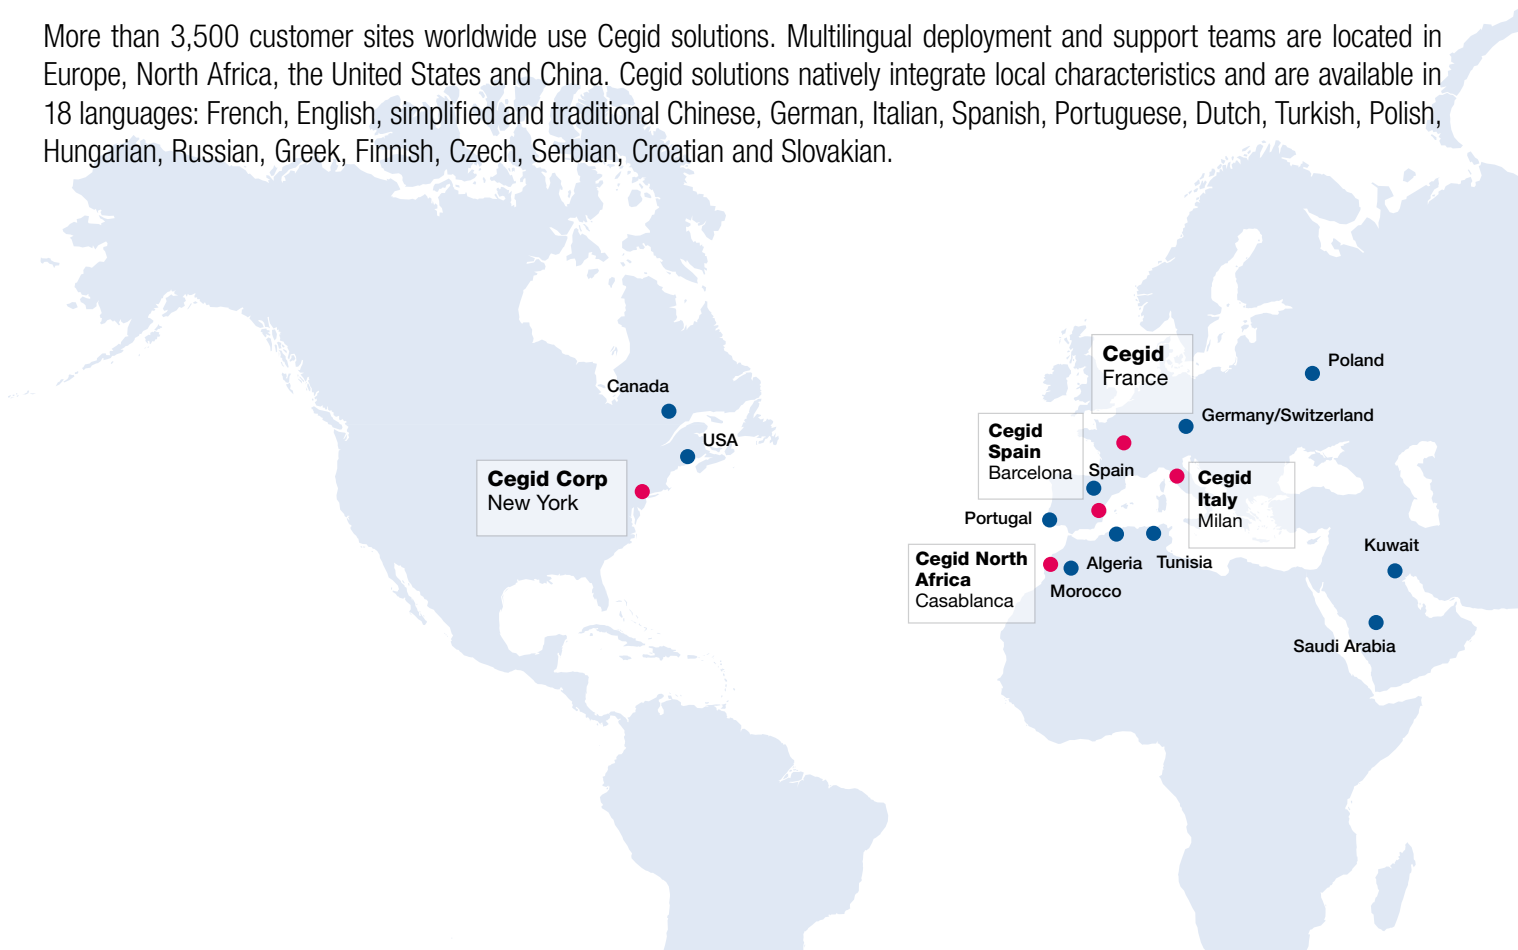 More than 3,500 customer sites worldwide use Cegid solutions. Multilingual deployment and support teams are located in
Europe, North Africa, the United States and China. Cegid solutions natively integrate local characteristics and are available in
18 languages: French, English, simplified and traditional Chinese, German, Italian, Spanish, Portuguese, Dutch, Turkish, Polish,
Hungarian, Russian, Greek, Finnish, Czech, Serbian, Croatian and Slovakian.
Canada
USA
Cegid Corp
New York
Cegid
France
Poland
Germany/Switzerland
Cegid
Spain
Barcelona
Spain
Cegid
Italy
Milan
Portugal
Cegid North
Africa
Casablanca
Algeria
Tunisia
Morocco
Kuwait
Saudi Arabia